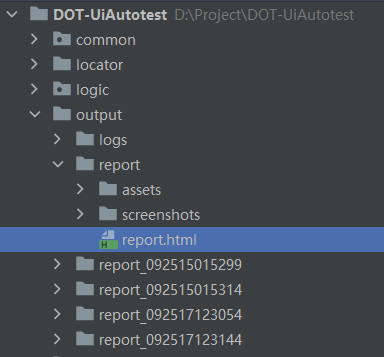 DOT-UiAutotest D:\Project\DOT-UiAutotest
common
locator
logic
output
logs
report
assets
screenshots
report.html
report_092515015299
report_092515015314
report_092517123054
report_092517123144